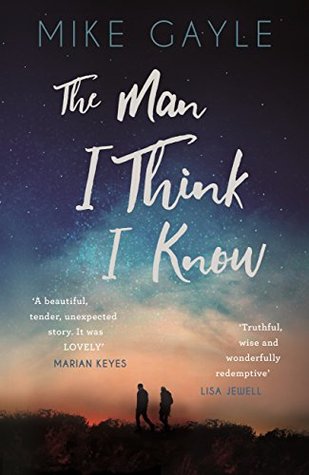 MIKE GAYLE
The Man
I Think
I Know
‘A beautiful,
tender, unexpected
story. It was
LOVELY’
MARIAN KEYES
‘Truthful,
wise and
wonderfully
redemptive’
LISA JEWELL